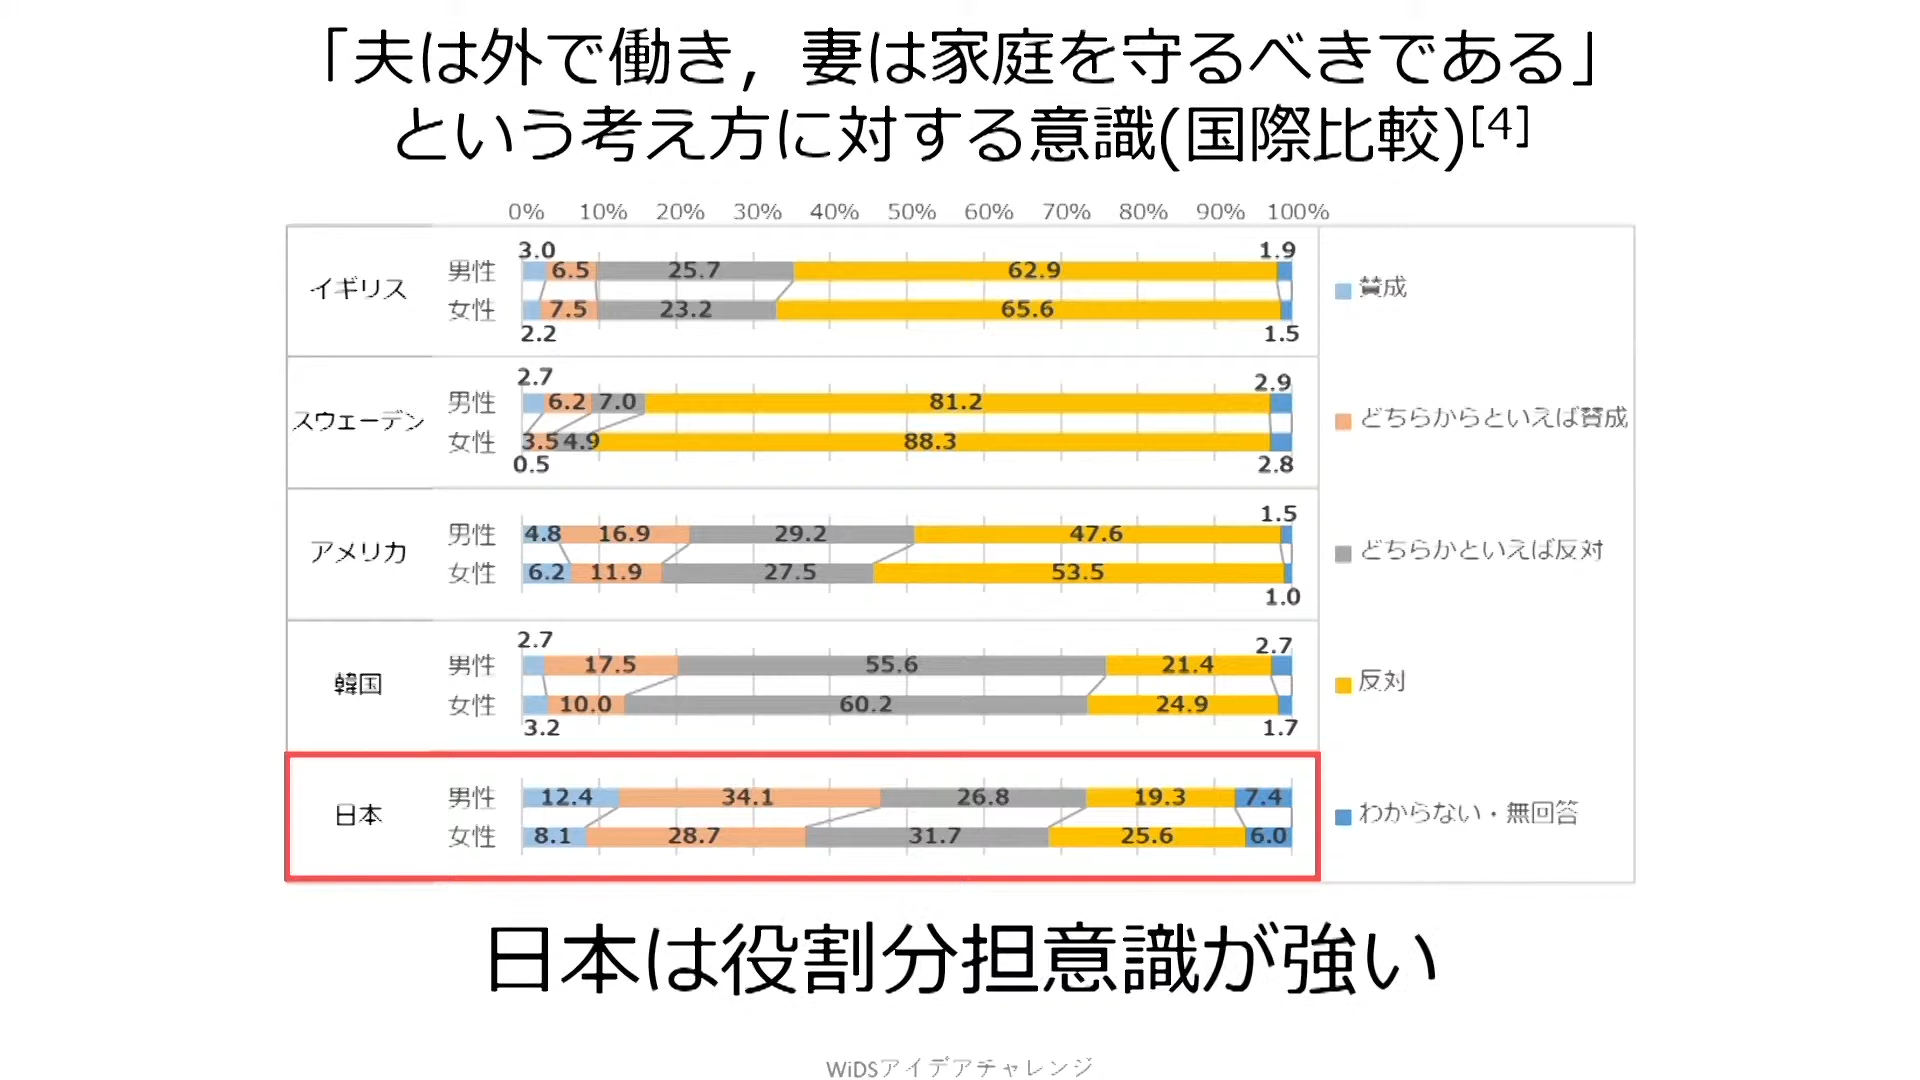 「夫は外で働き，妻は家庭を守るべきである」
という考え方に対する意識(国際比較)[4]
0% 10% 20% 30% 40% 50% 60% 70% 80% 90% 100%
イギリス
3.0 1.9
男性 6.5 25.7 62.9
女性 7.5 23.2 65.6
2.2 1.5
スウェーデン
2.7 2.9
男性 6.2 7.0 81.2
女性 3.5 4.9 88.3
0.5 2.8
アメリカ
1.5
男性 4.8 16.9 29.2 47.6
女性 6.2 11.9 27.5 53.5
1.0
韓国
2.7 2.7
男性 17.5 55.6 21.4
女性 10.0 60.2 24.9
3.2 1.7
日本
男性 12.4 34.1 26.8 19.3 7.4
女性 8.1 28.7 31.7 25.6 6.0
賛成
どちらからといえば賛成
どちらかといえば反対
反対
わからない・無回答
日本は役割分担意識が強い
WiDSアイデアチャレンジ